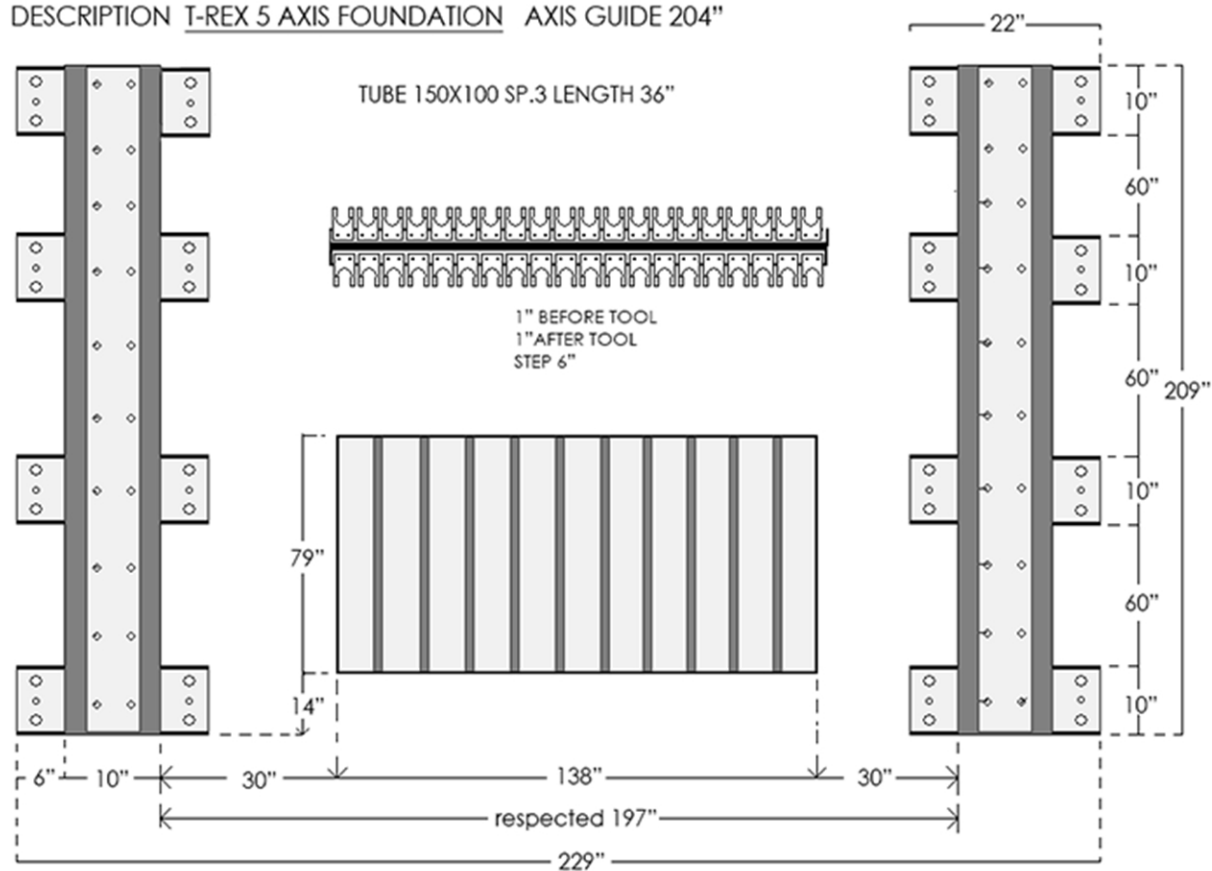 DESCRIPTION T-REX 5 AXIS FOUNDATION AXIS GUIDE 204”
22”
TUBE 150X100 SP.3 LENGTH 36”
10”
60”
10”
1” BEFORE TOOL
1”AFTER TOOL
STEP 6”
60”
209”
10”
79”
60”
14”
10”
6”
10”
30”
138”
30”
respected 197”
229”